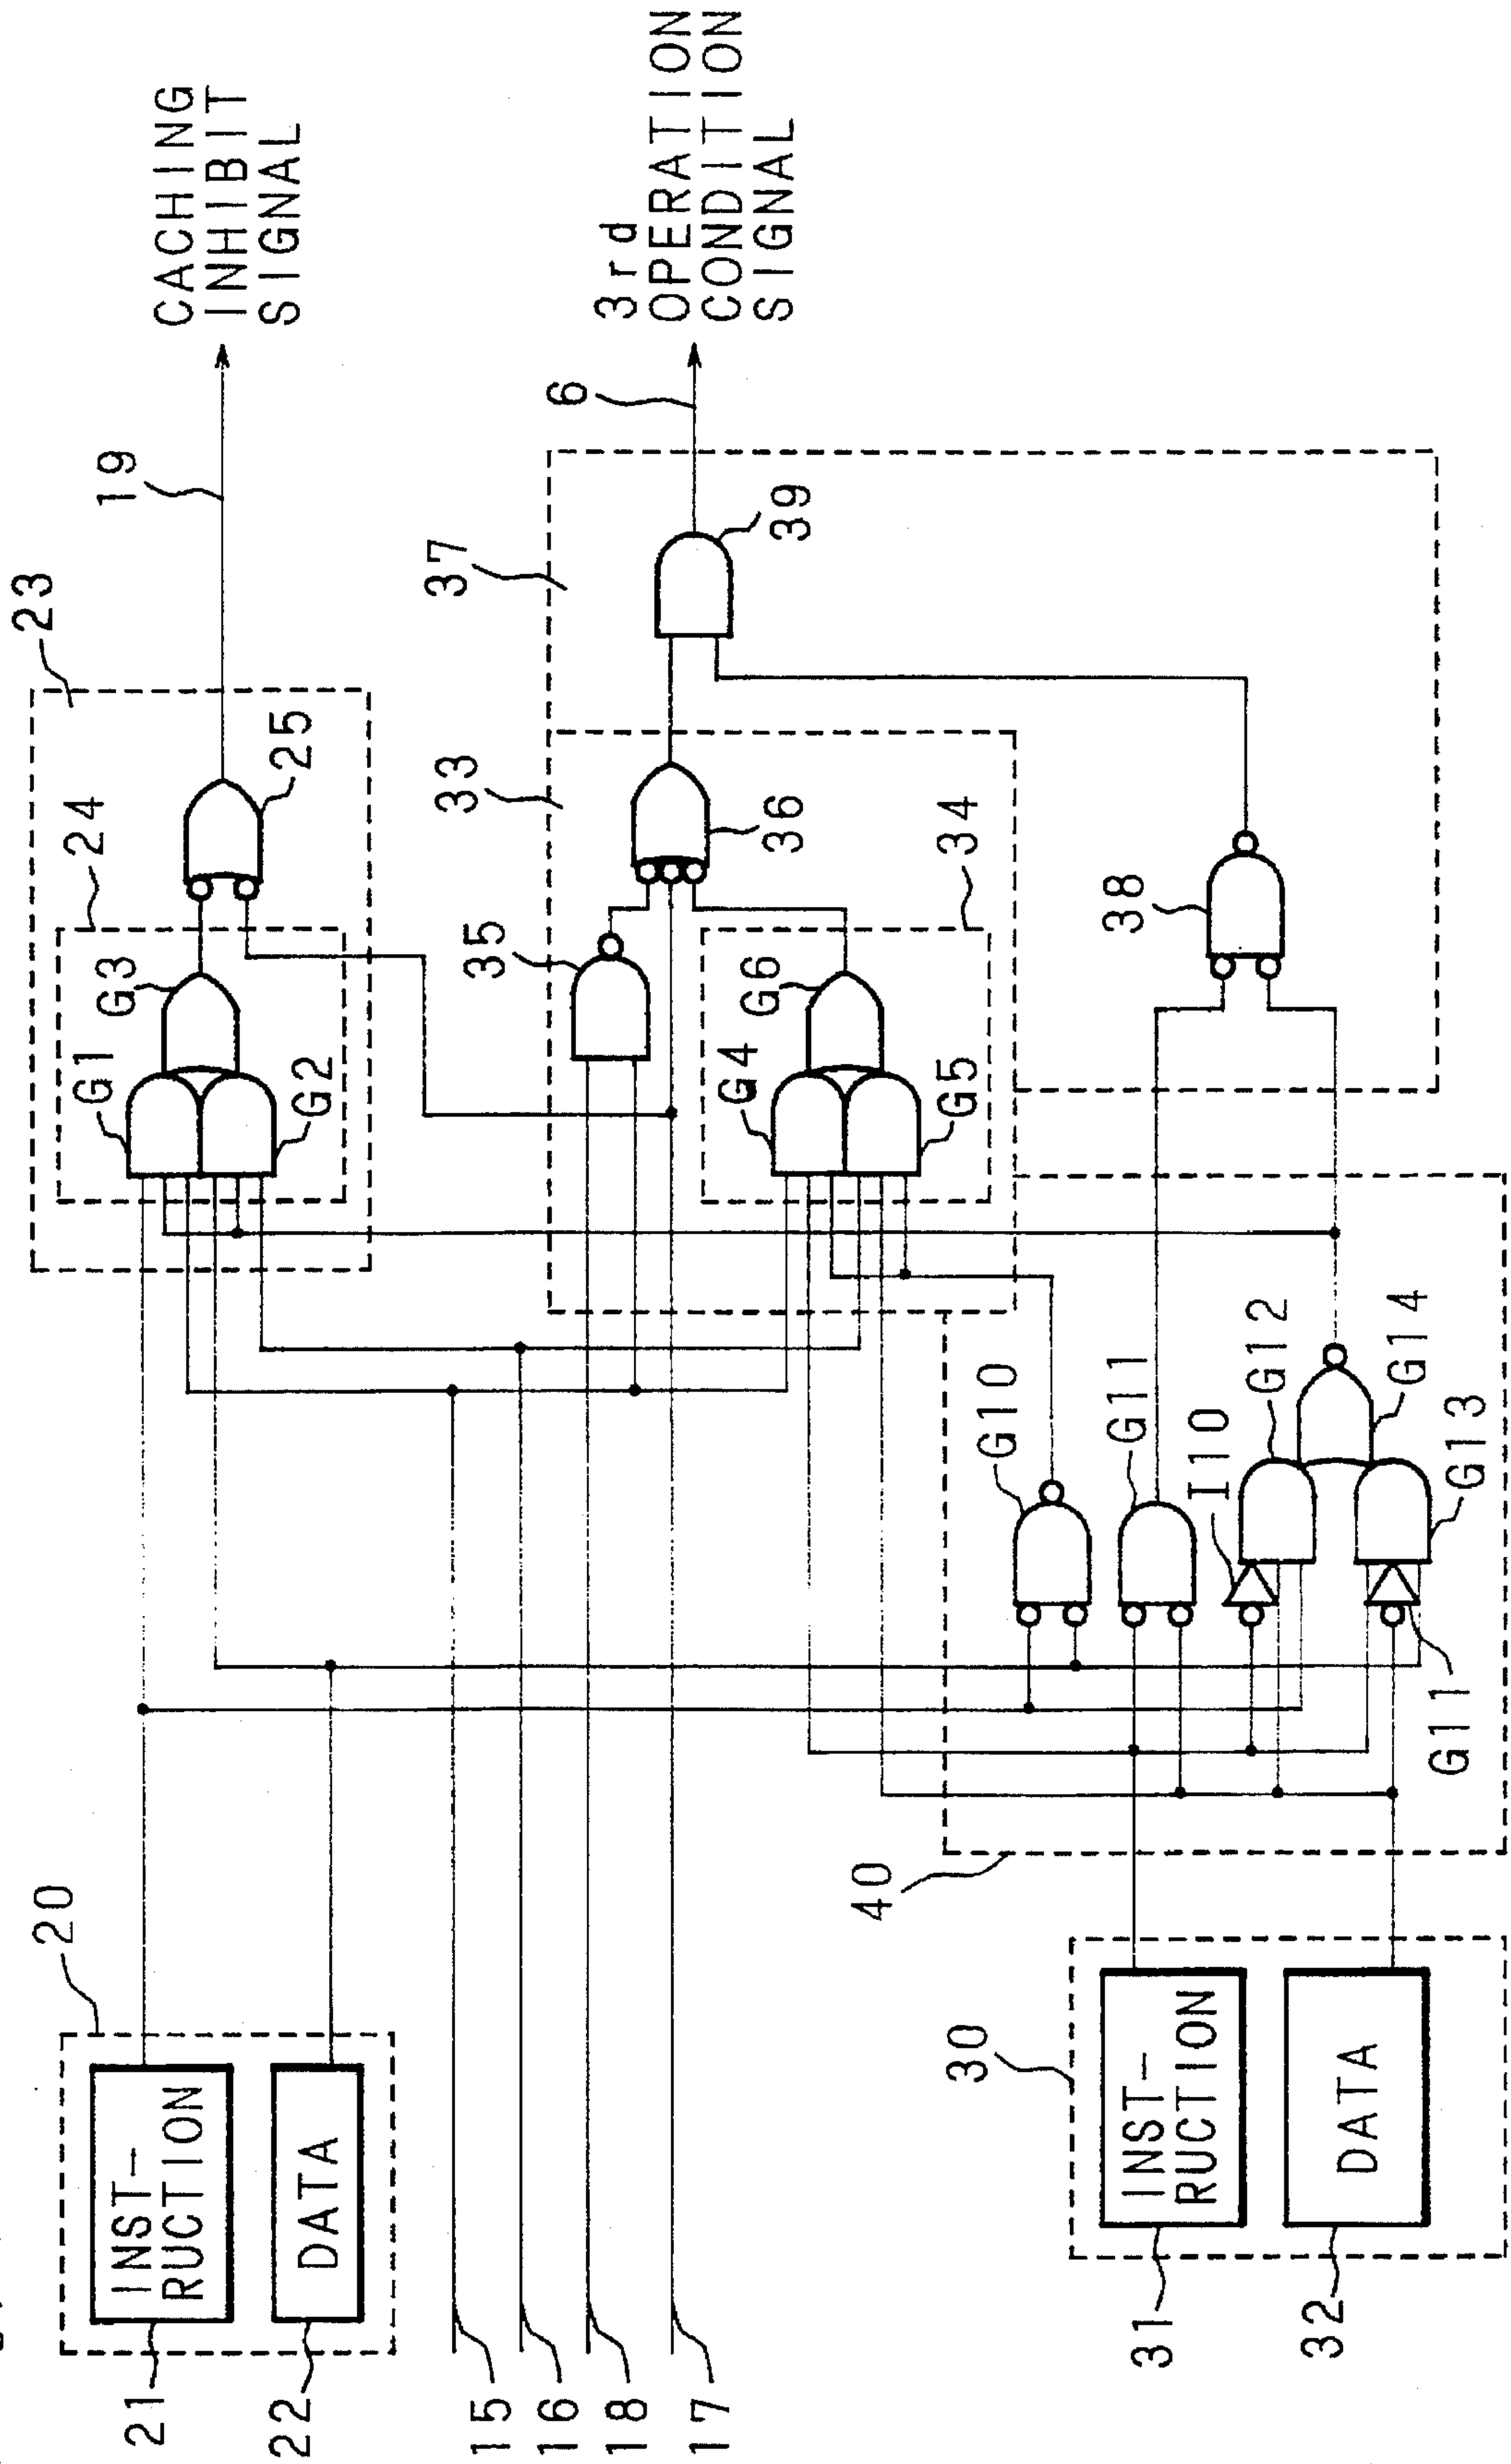 CACHING
INHIBIT
SIGNAL
19
23
24
25
G1
G3
G2
3rd
OPERATION
CONDITION
SIGNAL
6
37
39
33
36
35
34
G4
G6
G5
38
20
INST-
RUCTION
DATA
21
22
15
16
18
17
G10
G11
I10
G12
G14
G13
G11
40
30
INST-
RUCTION
DATA
31
32